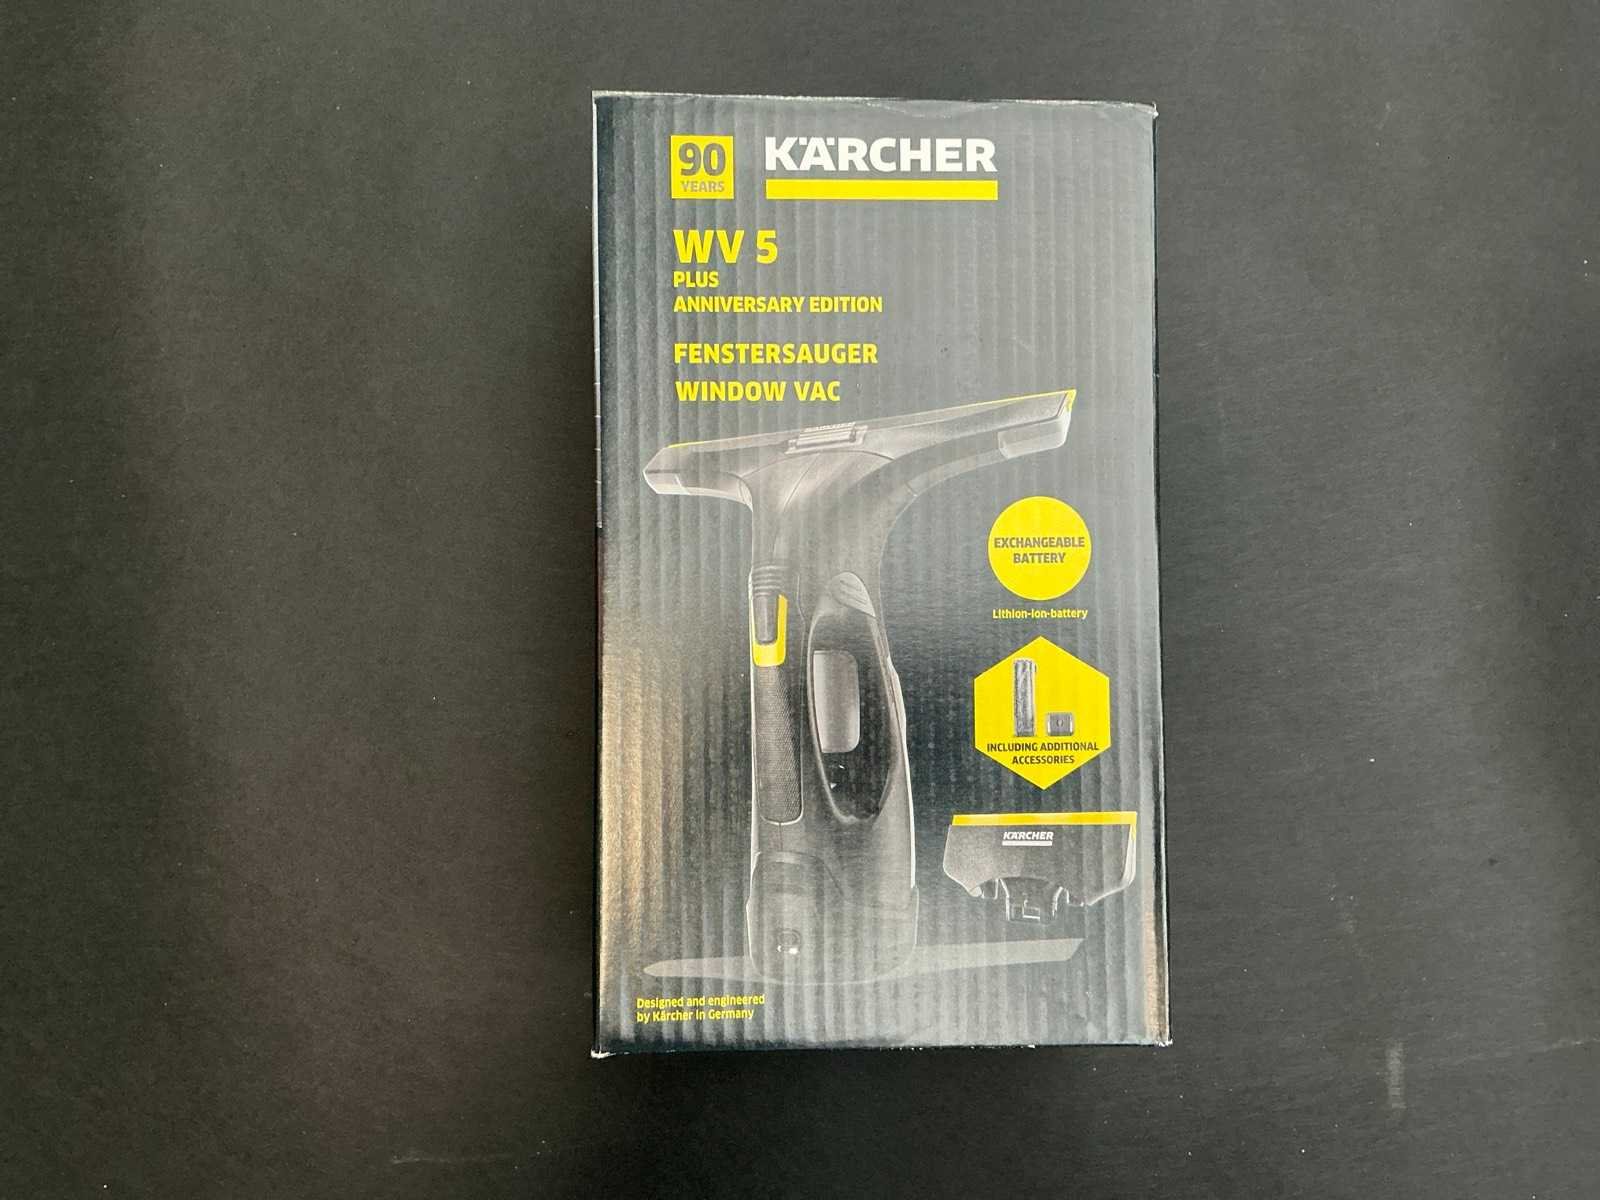 90
YEARS
KÄRCHER
WV 5
PLUS
ANNIVERSARY EDITION
FENSTERSAUGER
WINDOW VAC
KÄRCHER
EXCHANGEABLE
BATTERY
Lithion-Ion-battery
INCLUDING ADDITIONAL
ACCESSORIES
KÄRCHER
Designed and engineered
by Kärcher in Germany